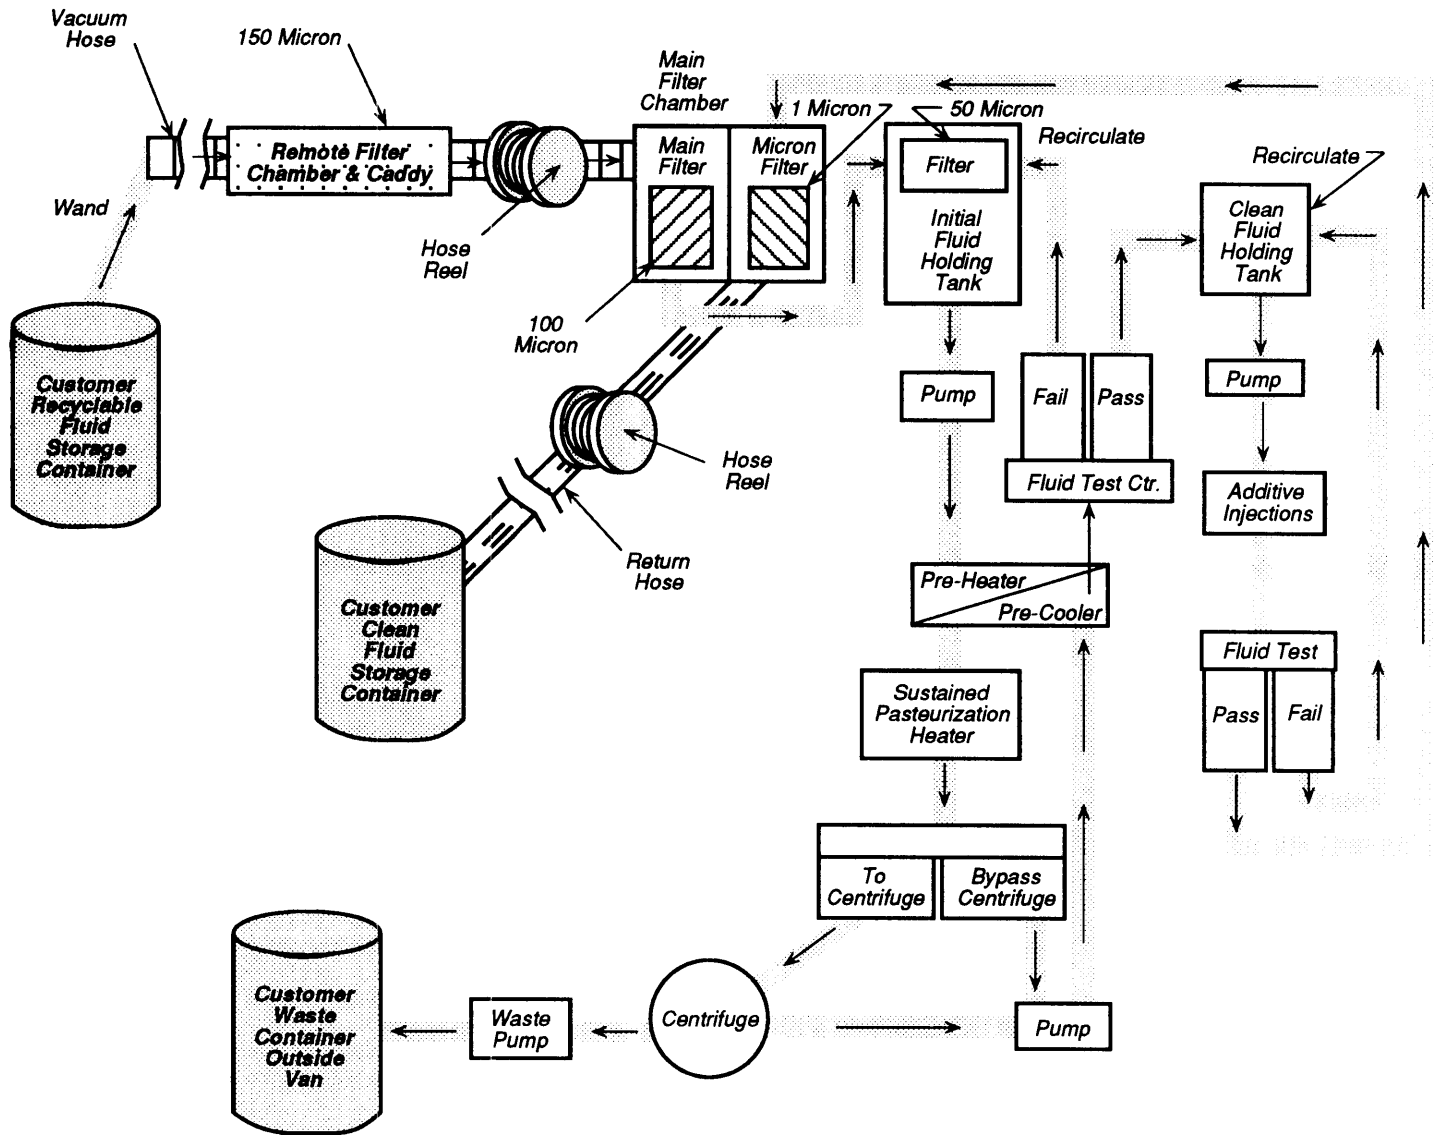 Vacuum
Hose
150 Micron
Main
Filter
Chamber
1 Micron
50 Micron
Recirculate
Recirculate
Remote Filter
Chamber & Caddy
Main
Filter
Micron
Filter
Filter
Initial
Fluid
Holding
Tank
Clean
Fluid
Holding
Tank
Wand
Hose
Reel
100
Micron
Customer
Recyclable
Fluid
Storage
Container
Pump
Fail
Pass
Pump
Hose
Reel
Fluid Test Ctr.
Additive
Injections
Return
Hose
Pre-Heater
Pre-Cooler
Customer
Clean
Fluid
Storage
Container
Fluid Test
Pass
Fail
Sustained
Pasteurization
Heater
To
Centrifuge
Bypass
Centrifuge
Customer
Waste
Container
Outside
Van
Waste
Pump
Centrifuge
Pump